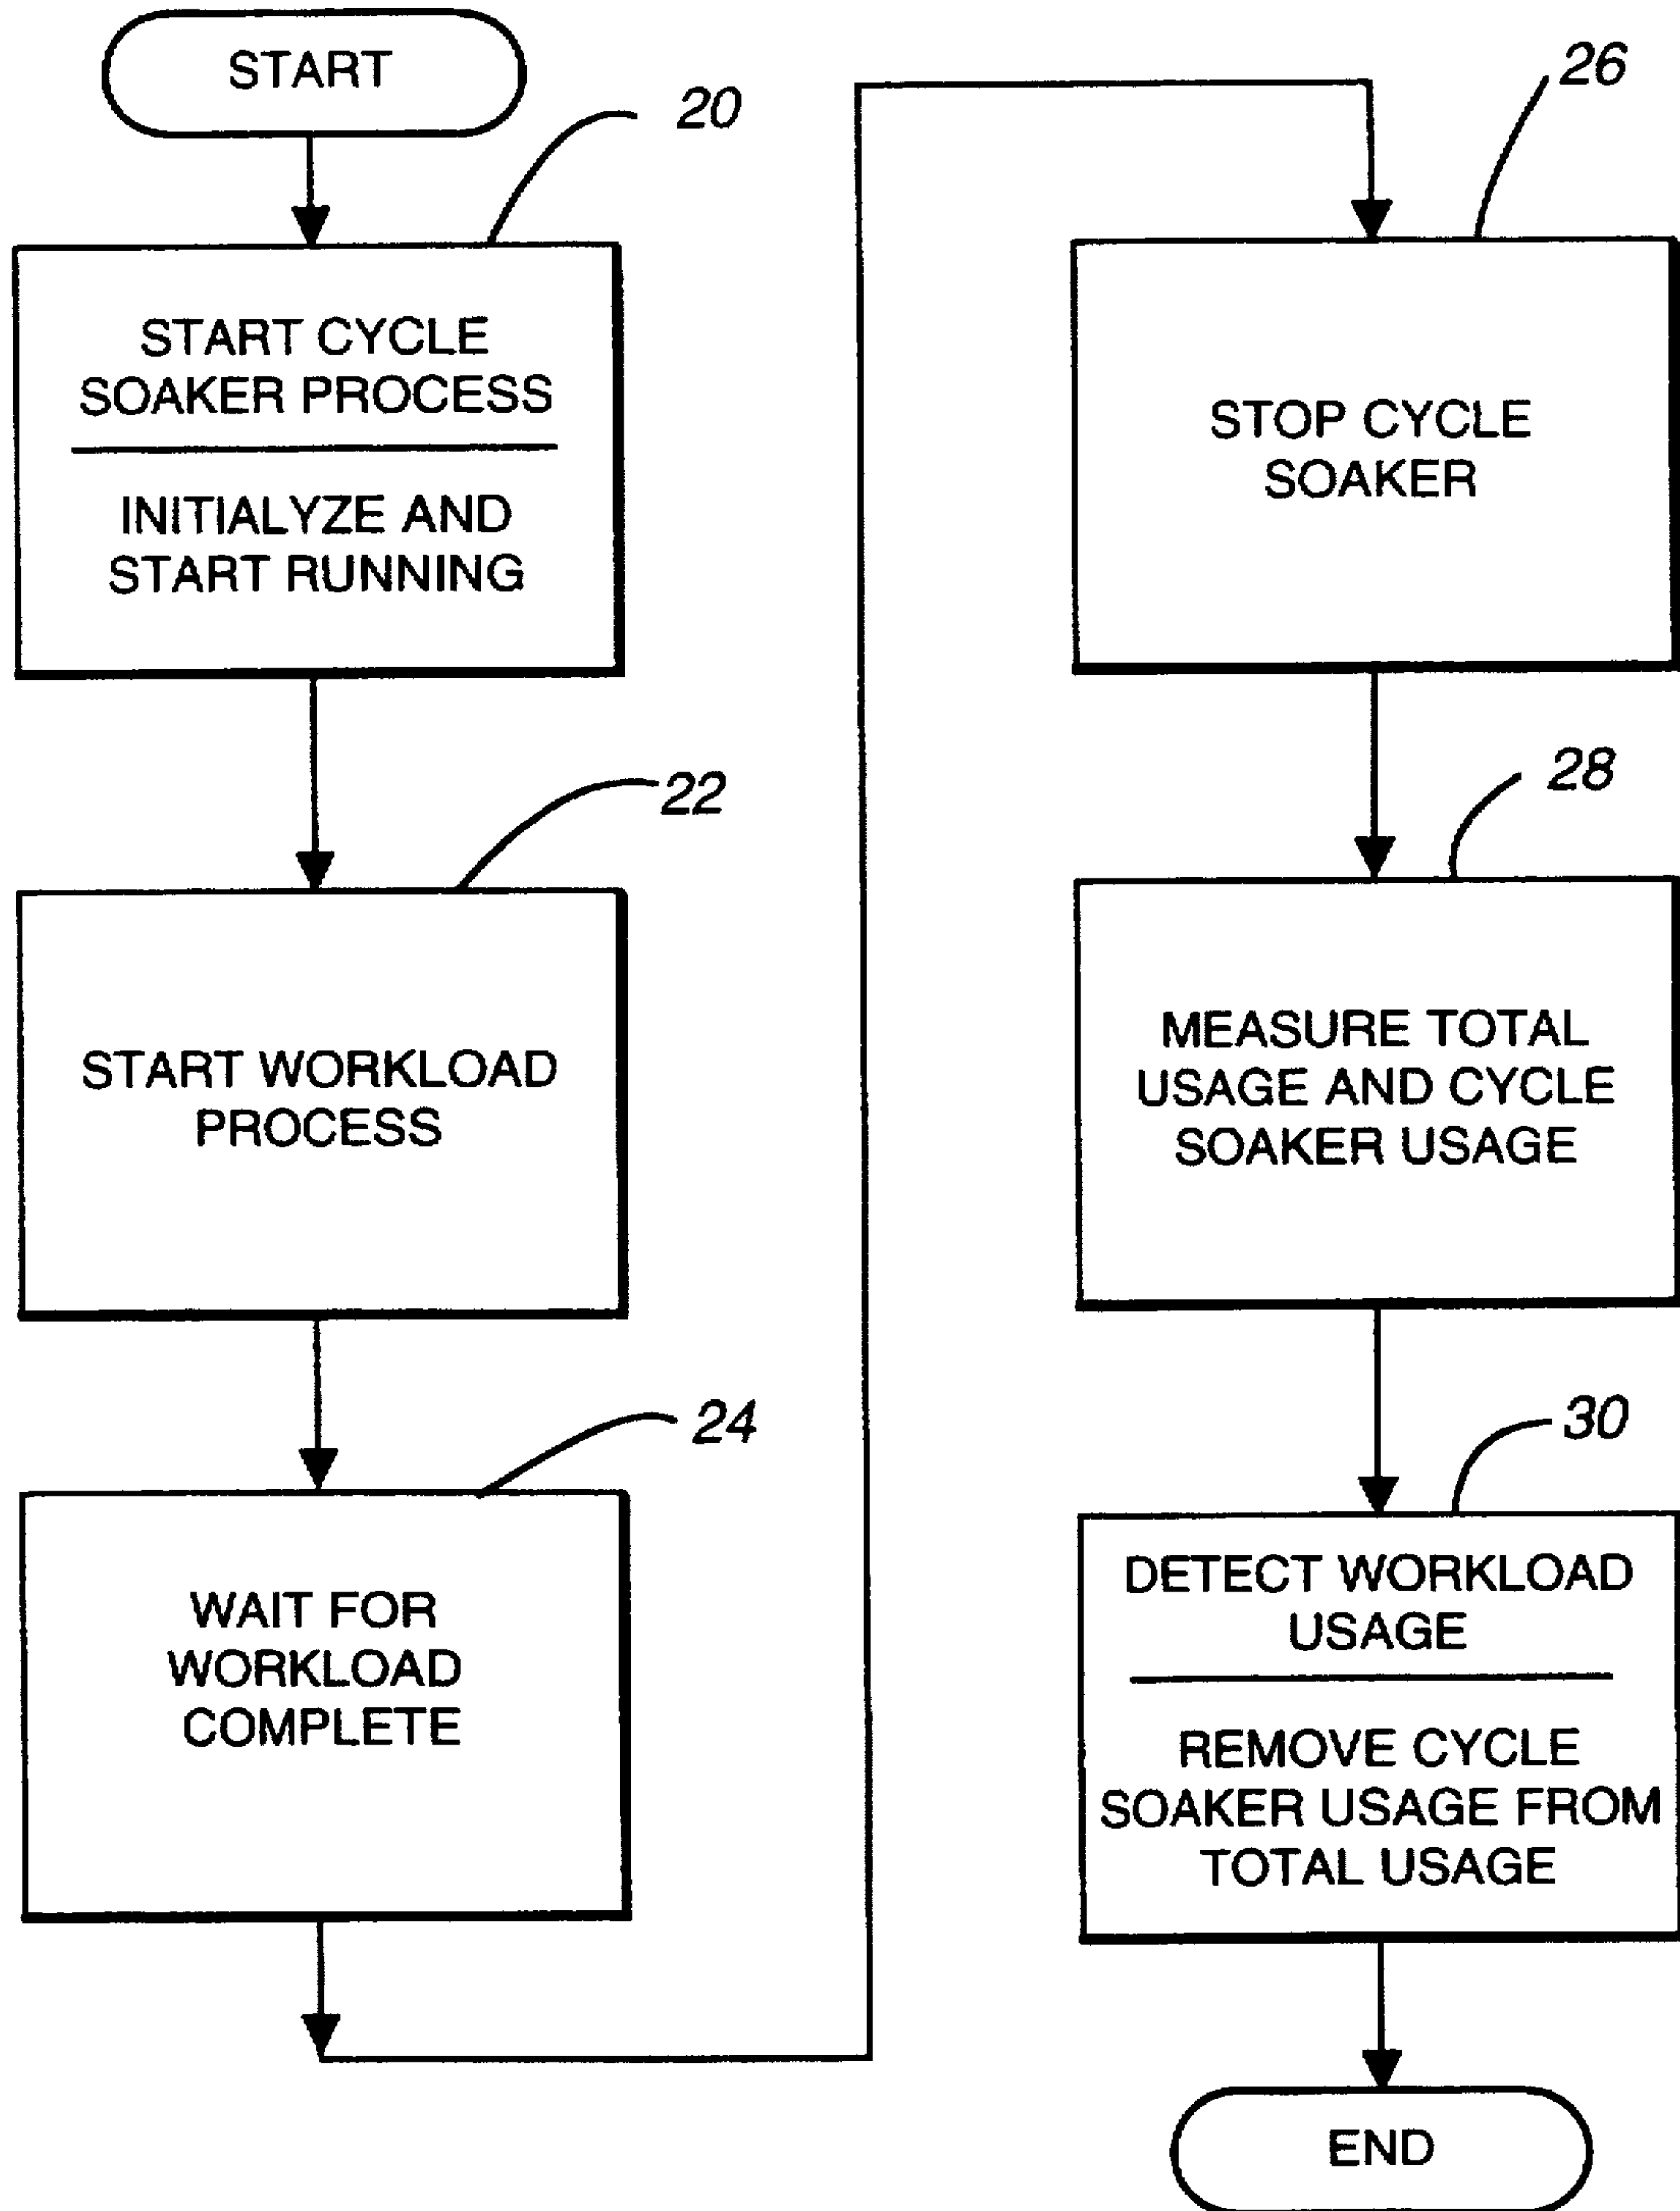 START
20
START CYCLE
SOAKER PROCESS
INITIALYZE AND
START RUNNING
22
START WORKLOAD
PROCESS
24
WAIT FOR
WORKLOAD
COMPLETE
26
STOP CYCLE
SOAKER
28
MEASURE TOTAL
USAGE AND CYCLE
SOAKER USAGE
30
DETECT WORKLOAD
USAGE
REMOVE CYCLE
SOAKER USAGE FROM
TOTAL USAGE
END